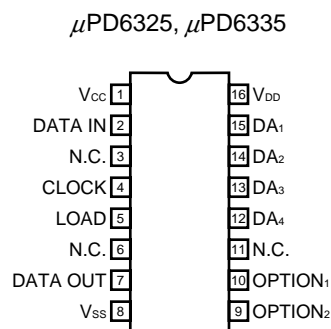 μPD6325, μPD6335
VCC 1 16 VDD
DATA IN 2 15 DA1
N.C. 3 14 DA2
CLOCK 4 13 DA3
LOAD 5 12 DA4
N.C. 6 11 N.C.
DATA OUT 7 10 OPTION1
VSS 8 9 OPTION2